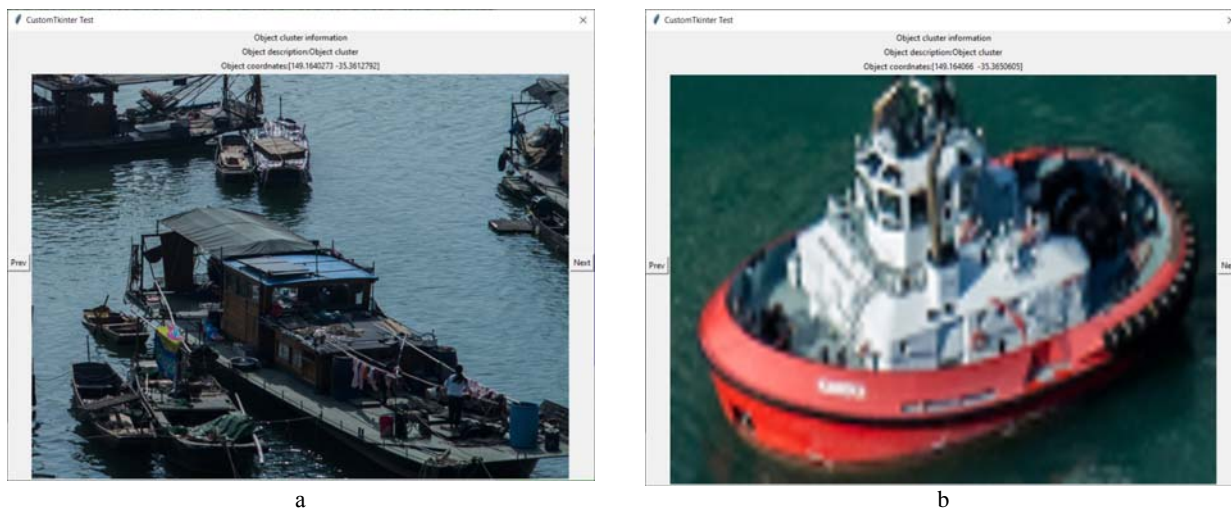 CustomTkinter Test
Object cluster information
Object description:Object cluster
Object coordnates:[149.1640273 -35.3612792]
Prev
Next
a
CustomTkinter Test
Object cluster information
Object description:Object cluster
Object coordnates:[149.164066 -35.3650605]
Prev
Ne
b